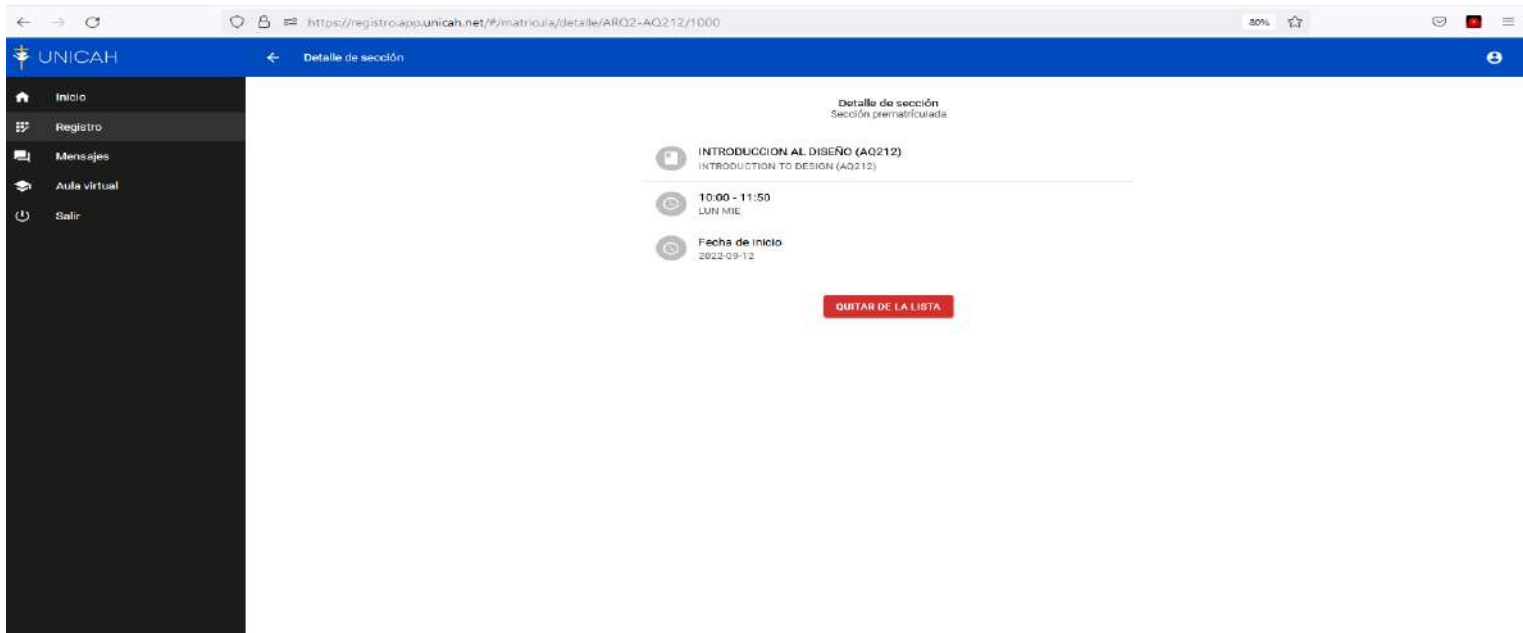 https://registro.app.unicah.net/#/matricula/detalle/ARQ2-AQ212/1000
80%
UNICAH
Detalle de sección
Inicio
Registro
Mensajes
Aula virtual
Salir
Detalle de sección
Sección prematriculada
INTRODUCCION AL DISEÑO (AQ212)
INTRODUCTION TO DESIGN (AQ212)
10:00 - 11:50
LUN MIE
Fecha de inicio
2022-09-12
QUITAR DE LA LISTA